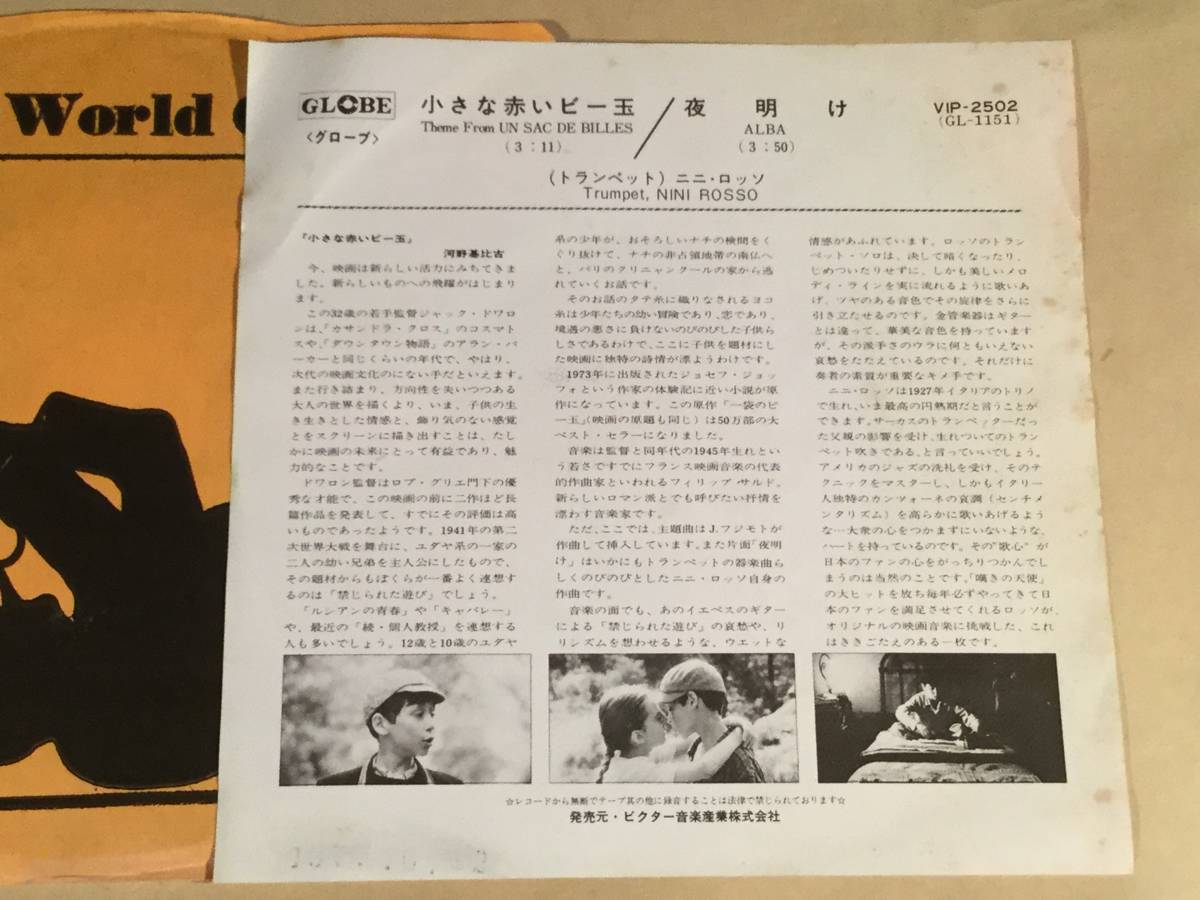 World
GLOBE
〈グローブ〉
小さな赤いビー玉
Theme From UN SAC DE BILLES
(3:11)
夜明け
ALBA
(3:50)
VIP-2502
(GL-1151)
(トランペット) ニニ・ロッソ
Trumpet, NINI ROSSO
『小さな赤いビー玉』
河野基比古
今、映画は新らしい活力にみちてきま
した。新らしいものへの飛躍がはじまり
ます。
この32歳の若手監督ジャック・ドワロ
ンは、「カサンドラ・クロス」のコスマト
スや、「ダウンタウン物語」のアラン・パ
ーカーと同じくらいの年代で、やはり、
次代の映画文化のにない手だといえます。
また行き詰まり、方向性を失いつつある
大人の世界を描くより、いま、子供の生
き生きとした情感と、飾り気のない感覚
とをスクリーンに描き出すことは、たし
かに映画の未来にとって有益であり、魅
力的なことです。
ドワロン監督はロブ・グリエ門下の優
秀な才能で、この映画の前に二作ほど長
篇作品を発表して、すでにその評価は高
いものであったようです。1941年の第二
次世界大戦を舞台に、ユダヤ系の一家の
二人の幼い兄弟を主人公にしたもので、
その題材からもぼくらが一番よく連想す
るのは「禁じられた遊び」でしょう。
「ルシアンの青春」や「キャバレー」
や、最近の「続・個人教授」を連想する
人も多いでしょう。12歳と10歳のユダヤ
系の少年が、おそろしいナチの検問をく
ぐり抜けて、ナチの非占領地帯の南仏へ
と、パリのクリニャンクールの家から逃
れていくお話です。
そのお話のタテ糸に織りなされるヨコ
糸は少年たちの幼い冒険であり、恋であり、
境遇の悪さに負けないのびのびした子供ら
しさであるわけで、ここに子供を題材にし
た映画に独特の詩情が漂ようわけです。
1973年に出版されたジョセフ・ジョッ
フォという作家の体験記に近い小説が原
作になっています。この原作「一袋のビ
ー玉」(映画の原題も同じ)は50万部の大
ベスト・セラーになりました。
音楽は監督と同年代の1945年生れとい
う若さですでにフランス映画音楽の代表
的作曲家といわれるフィリップ・サルド。
新らしいロマン派とでも呼びたい抒情を
漂わす音楽家です。
ただ、ここでは、主題曲はJ.フジモトが
作曲して挿入しています。また片面「夜明
け」はいかにもトランペットの器楽曲ら
しくのびのびとしたニニ・ロッソ自身の
作曲です。
音楽の面でも、あのイエペスのギター
による「禁じられた遊び」の哀愁や、リ
リシズムを想わせるような、ウエットな
情感があふれています。ロッソのトラン
ペット・ソロは、決して暗くなったり、
じめついたりせずに、しかも美しいメロ
ディ・ラインを実に流れるように歌いあ
げ、ツヤのある音色でその旋律をさらに
引き立たせるのです。金管楽器はギター
とは違って、華美な音色を持っています
が、その派手さのウラに何ともいえない
哀愁をたたえているのです。それだけに
奏者の素質が重要なキメ手です。
ニニ・ロッソは1927年イタリアのトリノ
で生れ、いま最高の円熟期だと言うことが
できます。サーカスのトランペッターだっ
た父親の影響を受け、生れついてのトラン
ペット吹きである、と言っていいでしょう。
アメリカのジャズの洗礼を受け、そのテ
クニックをマスターし、しかもイタリー
人独特のカンツォーネの哀調(センチメ
ンタリズム)を高らかに歌いあげるよう
な…大衆の心をつかまずにいないような、
ハートを持っているのです。その“歌心”が
日本のファンの心をがっちりつかんでし
まうのは当然のことです。「嘆きの天使」
の大ヒットを放ち毎年必ずやってきて日
本のファンを満足させてくれるロッソが、
オリジナルの映画音楽に挑戦した、これ
はききごたえのある一枚です。
☆レコードから無断でテープ其の他に録音することは法律で禁じられております☆
発売元・ビクター音楽産業株式会社